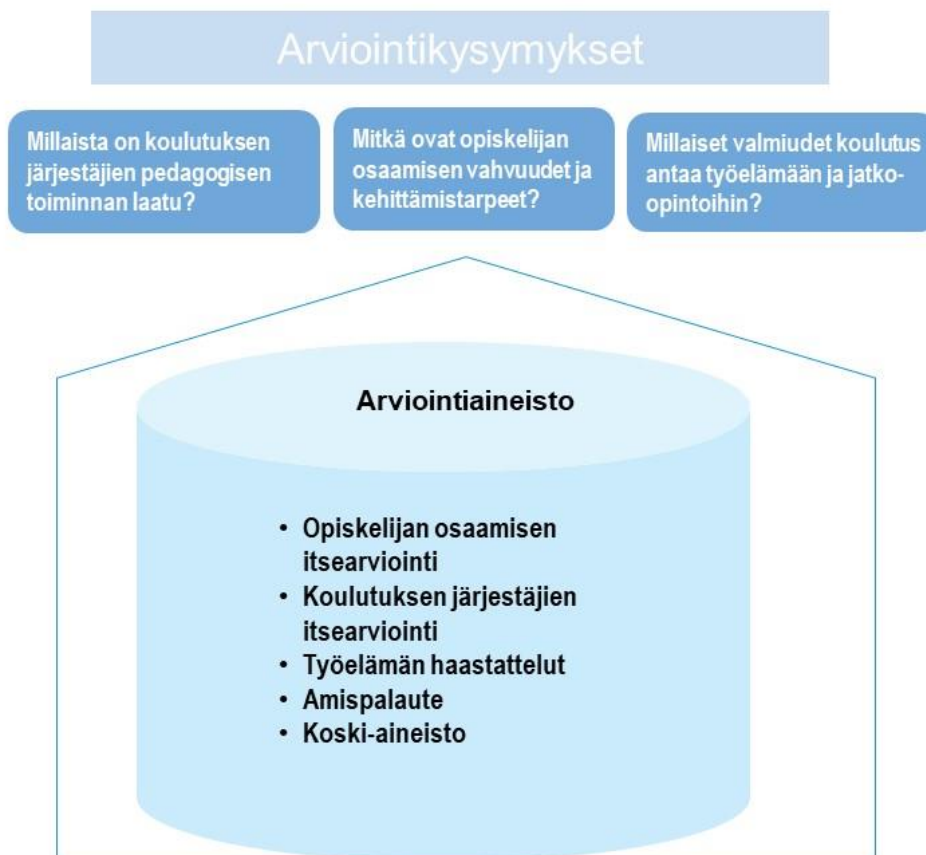 Arviointikysymykset
Millaista on koulutuksen
järjestäjien pedagogisen
toiminnan laatu?
Mitkä ovat opiskelijan
osaamisen vahvuudet ja
kehittämistarpeet?
Millaiset valmiudet koulutus
antaa työelämään ja jatko-
opintoihin?
Arviointiaineisto
• Opiskelijan osaamisen
itsearviointi
• Koulutuksen järjestäjien
itsearviointi
• Työelämän haastattelut
• Amispalaute
• Koski-aineisto